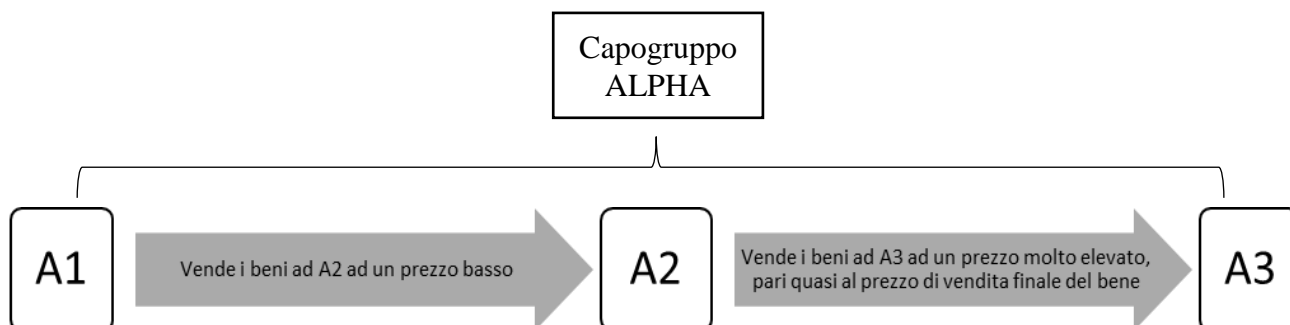 Capogruppo
ALPHA
A1
Vende i beni ad A2 ad un prezzo basso
A2
Vende i beni ad A3 ad un prezzo molto elevato,
pari quasi al prezzo di vendita finale del bene
A3